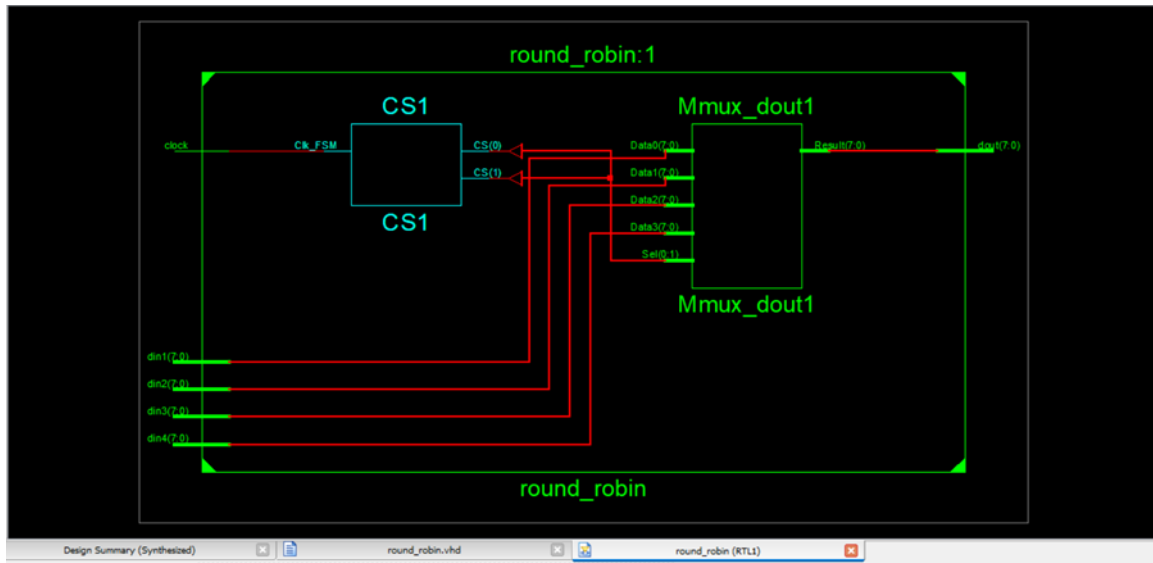 round_robin:1
CS1
Mmux_dout1
clock
Clk_FSM
CS(0)
Data0(7:0)
Result(7:0)
dout(7:0)
CS(1)
Data1(7:0)
Data2(7:0)
CS1
Data3(7:0)
Sel(0:1)
Mmux_dout1
din1(7:0)
din2(7:0)
din3(7:0)
din4(7:0)
round_robin
Design Summary (Synthesized)
round_robin.vhd
round_robin (RTL1)